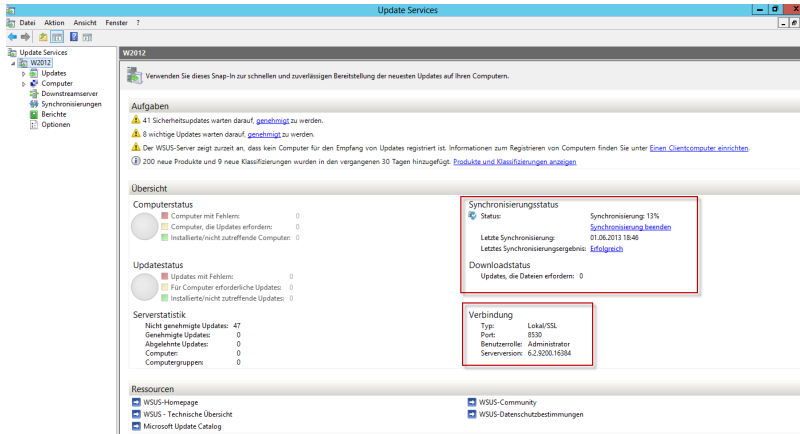 Update Services
Datei Aktion Ansicht Fenster ?
Update Services
W2012
Updates
Computer
Downstreamserver
Synchronisierungen
Berichte
Optionen
W2012
Verwenden Sie dieses Snap-In zur schnellen und zuverlässigen Bereitstellung der neuesten Updates auf Ihren Computern.
Aufgaben
41 Sicherheitsupdates warten darauf, genehmigt zu werden.
8 wichtige Updates warten darauf, genehmigt zu werden.
Der WSUS-Server zeigt zurzeit an, dass kein Computer für den Empfang von Updates registriert ist. Informationen zum Registrieren von Computern finden Sie unter Einen Clientcomputer einrichten.
200 neue Produkte und 9 neue Klassifizierungen wurden in den vergangenen 30 Tagen hinzugefügt. Produkte und Klassifizierungen anzeigen
Übersicht
Computerstatus
Computer mit Fehlern: 0
Computer, die Updates erfordern: 0
Installierte/nicht zutreffende Computer: 0
Updatestatus
Updates mit Fehlern: 0
Für Computer erforderliche Updates: 0
Installierte/nicht zutreffende Updates: 0
Serverstatistik
Nicht genehmigte Updates: 47
Genehmigte Updates: 0
Abgelehnte Updates: 0
Computer: 0
Computergruppen: 0
Synchronisierungsstatus
Status: Synchronisierung: 13%
Synchronisierung beenden
Letzte Synchronisierung: 01.06.2013 18:46
Letztes Synchronisierungsergebnis: Erfolgreich
Downloadstatus
Updates, die Dateien erfordern: 0
Verbindung
Typ: Lokal/SSL
Port: 8530
Benutzerrolle: Administrator
Serverversion: 6.2.9200.16384
Ressourcen
WSUS-Homepage
WSUS - Technische Übersicht
Microsoft Update Catalog
WSUS-Community
WSUS-Datenschutzbestimmungen